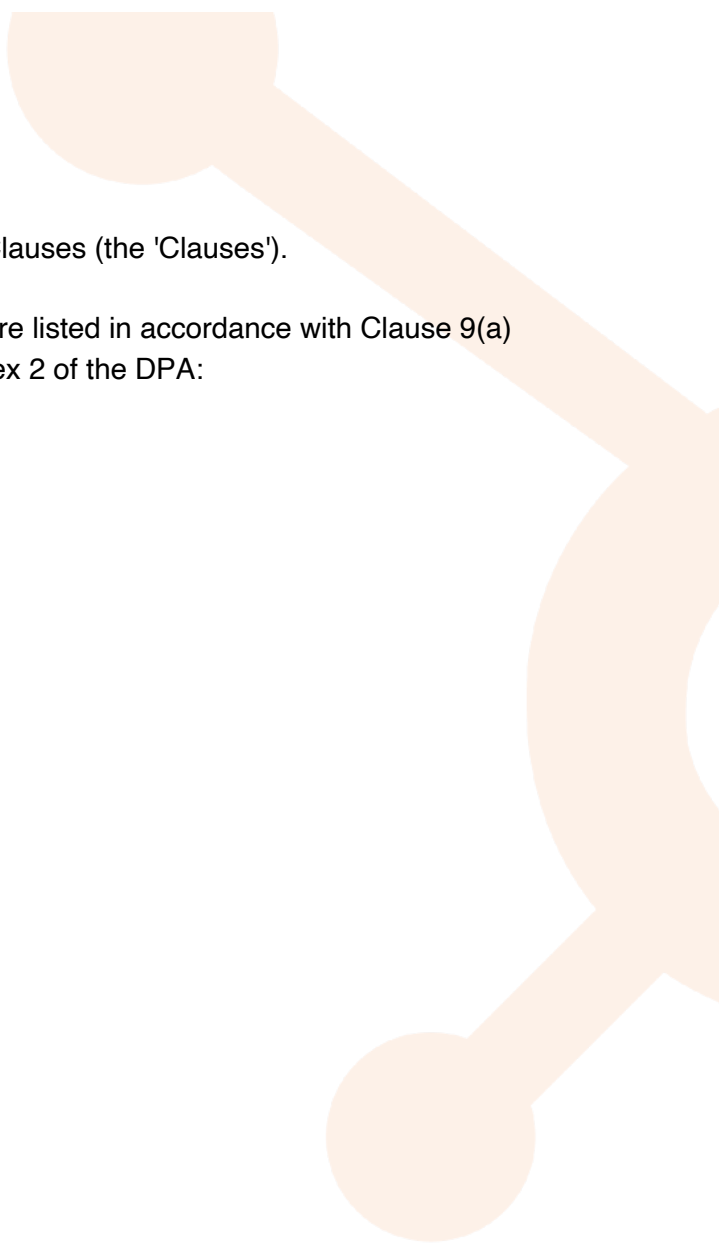 lauses (the 'Clauses').
re listed in accordance with Clause 9(a)
ex 2 of the DPA: